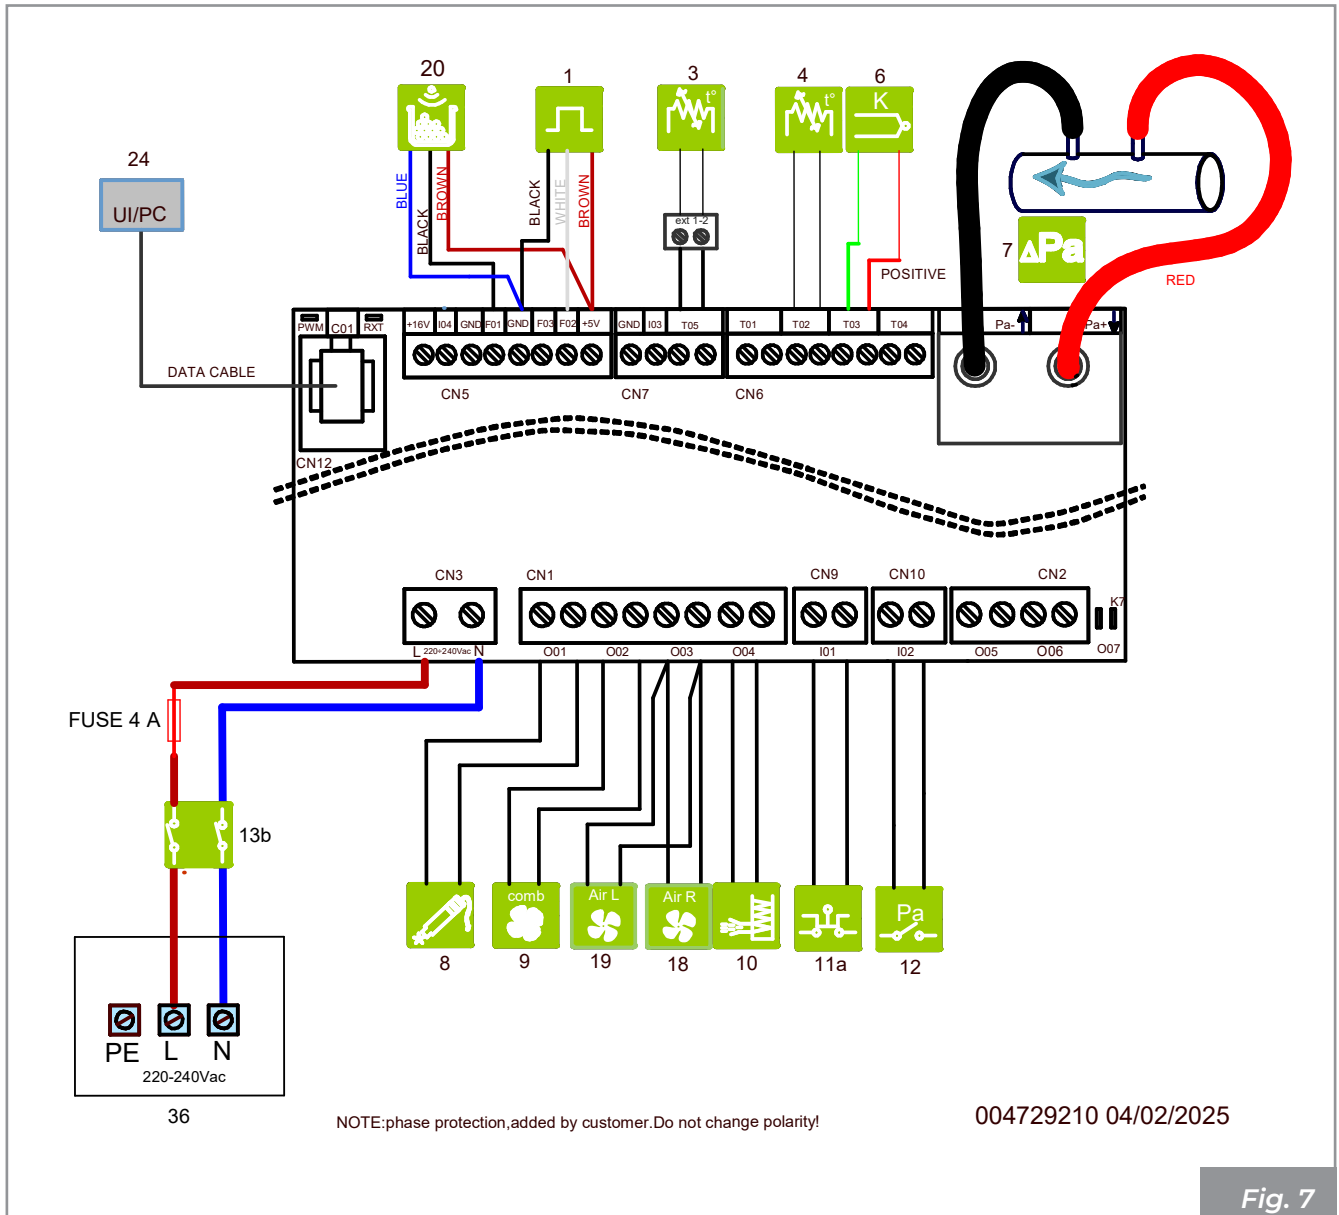 20
1
3
4
6
24
UI/PC
BLUE
BLACK
BROWN
BLACK
WHITE
BROWN
t°
t°
K
ext 1-2
POSITIVE
7
ΔPa
RED
DATA CABLE
PWM
C01
RXT
+16V
I04
GND
F01
GND
F03
F02
+5V
GND
I03
T05
T01
T02
T03
T04
Pa-
Pa+
CN5
CN7
CN6
CN12
CN3
CN1
CN9
CN10
CN2
K7
L 220÷240Vac N
O01
O02
O03
O04
I01
I02
O05
O06
O07
FUSE 4 A
13b
comb
Air L
Air R
Pa
8
9
19
18
10
11a
12
PE
L
N
220-240Vac
36
NOTE:phase protection,added by customer.Do not change polarity!
004729210 04/02/2025
Fig. 7